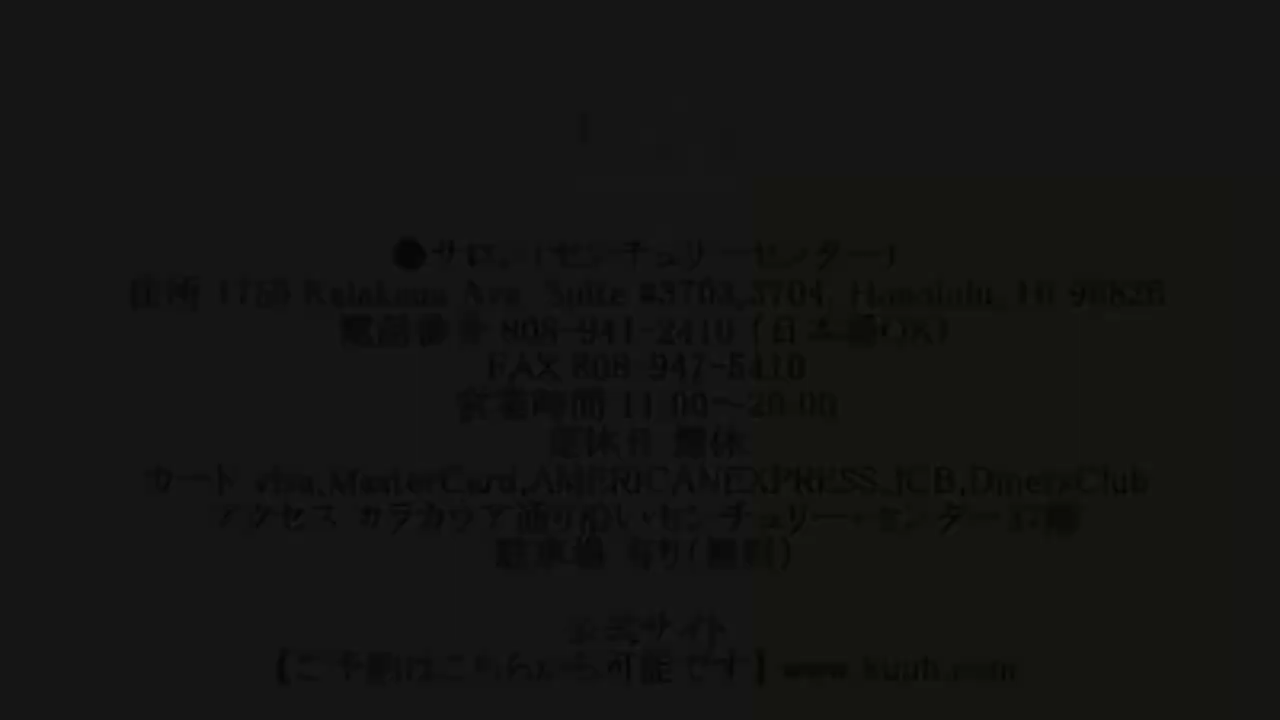 ●サロン(センチュリーセンター)
住所 1750 Kalakaua Ave. Suite #3703,3704, Honolulu, HI 96826
電話番号 808-941-2410 (日本語OK)
FAX 808-947-5410
営業時間 11:00～20:00
定休日 無休
カード visa,MasterCard,AMERICANEXPRESS,JCB,DinersClub
アクセス カラカウア通り沿い・センチュリー・センター
駐車場 有り(無料)
公式サイト
【ご予約はこちらからも可能です】